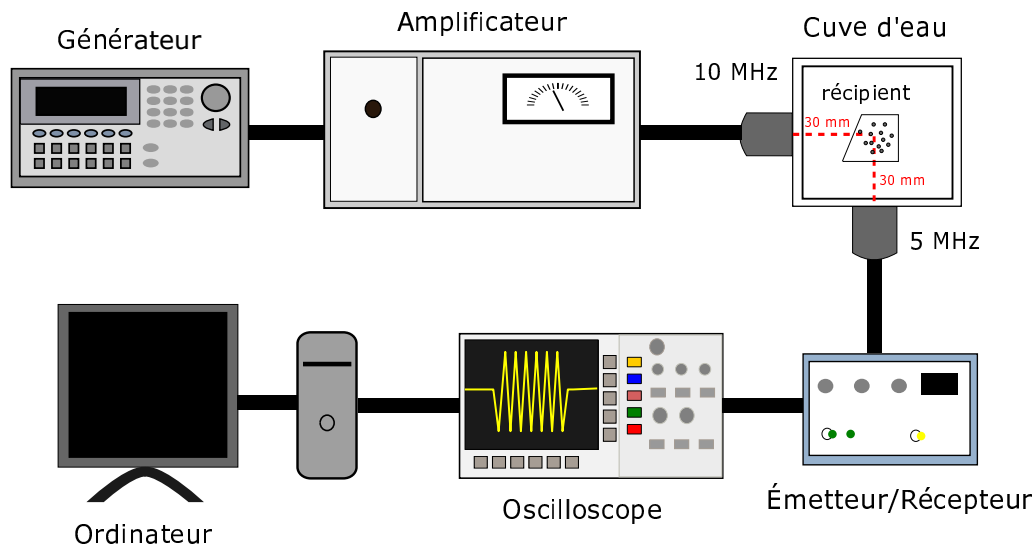 Générateur
Amplificateur
Cuve d'eau
10 MHz
récipient
30 mm
30 mm
5 MHz
Oscilloscope
Émetteur/Récepteur
Ordinateur